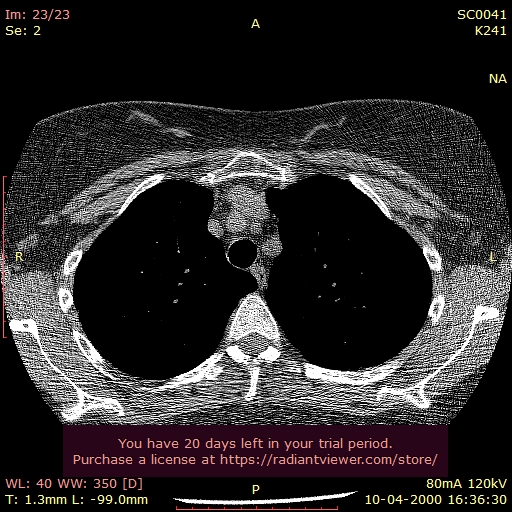 Im: 23/23
Se: 2
A
SC0041
K241
NA
R
L
You have 20 days left in your trial period.
Purchase a license at https://radiantviewer.com/store/
WL: 40 WW: 350 [D]
T: 1.3mm L: -99.0mm
P
80mA 120kV
10-04-2000 16:36:30